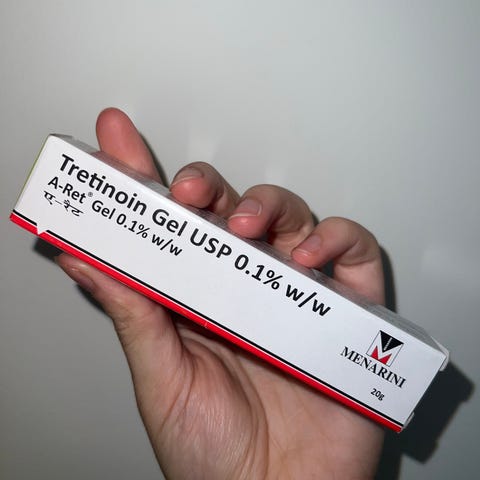 Tretinoin Gel USP 0.1% w/w
A-Ret® Gel 0.1% w/w
ए-रैट
MENARINI
20g